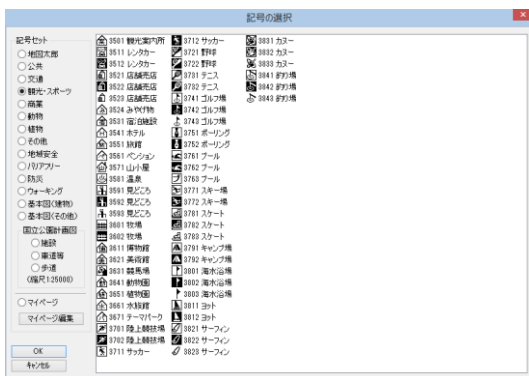 記号の選択
記号セット
地図太郎
公共
交通
観光・スポーツ
商業
動物
植物
その他
地域安全
バリアフリー
防災
ウォーキング
基本図(建物)
基本図(その他)
国立公園計画図
施設
車道等
歩道
(縮尺1:25000)
マイページ
マイページ編集
OK
キャンセル
3501 観光案内所
3511 レンタカー
3512 レンタカー
3521 店舗売店
3522 店舗売店
3523 店舗売店
3524 みやげ物
3531 宿泊施設
3541 ホテル
3551 旅館
3561 ペンション
3571 山小屋
3581 温泉
3591 見どころ
3592 見どころ
3593 見どころ
3601 牧場
3602 牧場
3611 博物館
3621 美術館
3631 競馬場
3641 動物園
3651 植物園
3661 水族館
3671 テーマパーク
3701 陸上競技場
3702 陸上競技場
3711 サッカー
3712 サッカー
3721 野球
3722 野球
3731 テニス
3732 テニス
3741 ゴルフ場
3742 ゴルフ場
3743 ゴルフ場
3751 ボーリング
3752 ボーリング
3761 プール
3762 プール
3763 プール
3771 スキー場
3772 スキー場
3781 スケート
3782 スケート
3783 スケート
3791 キャンプ場
3792 キャンプ場
3801 海水浴場
3802 海水浴場
3803 海水浴場
3811 ヨット
3812 ヨット
3821 サーフィン
3822 サーフィン
3823 サーフィン
3831 カヌー
3832 カヌー
3833 カヌー
3841 釣り場
3842 釣り場
3843 釣り場